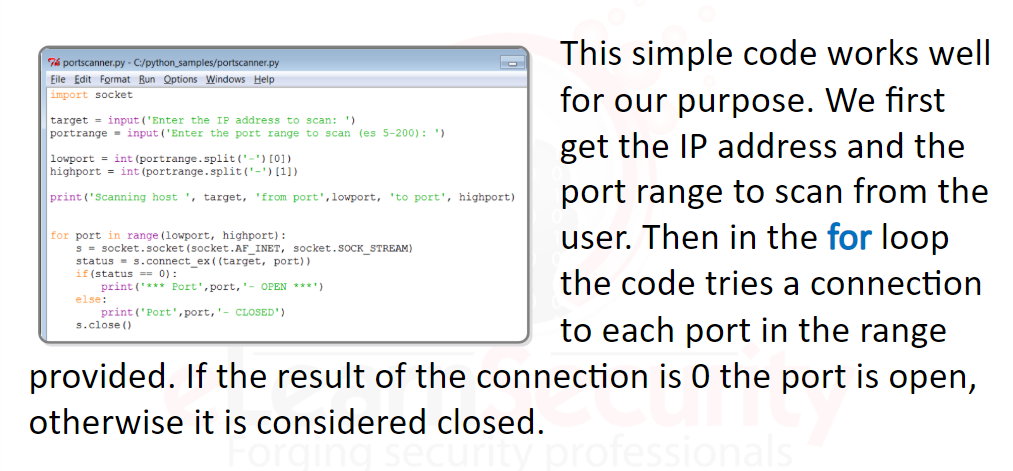 This simple code works well
for our purpose. We first
get the IP address and the
port range to scan from the
user. Then in the for loop
the code tries a connection
to each port in the range
provided. If the result of the connection is 0 the port is open,
otherwise it is considered closed.
portscanner.py - C:/python_samples/portscanner.py
File Edit Format Run Options Windows Help
import socket
target = input('Enter the IP address to scan: ')
portrange = input('Enter the port range to scan (es 5-200): ')
lowport = int(portrange.split('-')[0])
highport = int(portrange.split('-')[1])
print('Scanning host ', target, 'from port',lowport, 'to port', highport)
for port in range(lowport, highport):
    s = socket.socket(socket.AF_INET, socket.SOCK_STREAM)
    status = s.connect_ex((target, port))
    if(status == 0):
        print('*** Port',port,'- OPEN ***')
    else:
        print('Port',port,'- CLOSED')
    s.close()
eLearnSecurity
Forging security professionals